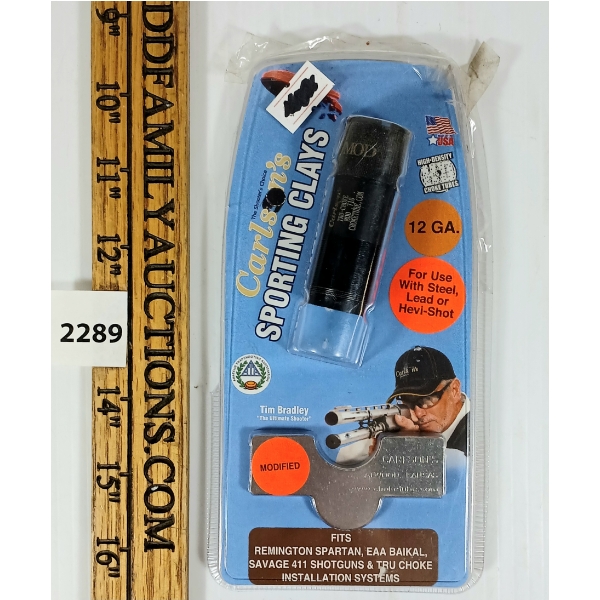 9"
10"
11"
12"
14"
15"
16"
DDFAMILYAUCTIONS.COM
2289
The Shooter's Choice
Carlson's
SPORTING CLAYS
MOD
USA
HIGH-DENSITY
CHOKE TUBES
12 GA.
For Use
With Steel,
Lead or
Hevi-Shot
Tim Bradley
"The Ultimate Shooter"
MODIFIED
CARLSON'S
KANSAS
FITS
REMINGTON SPARTAN, EAA BAIKAL,
SAVAGE 411 SHOTGUNS & TRU CHOKE
INSTALLATION SYSTEMS